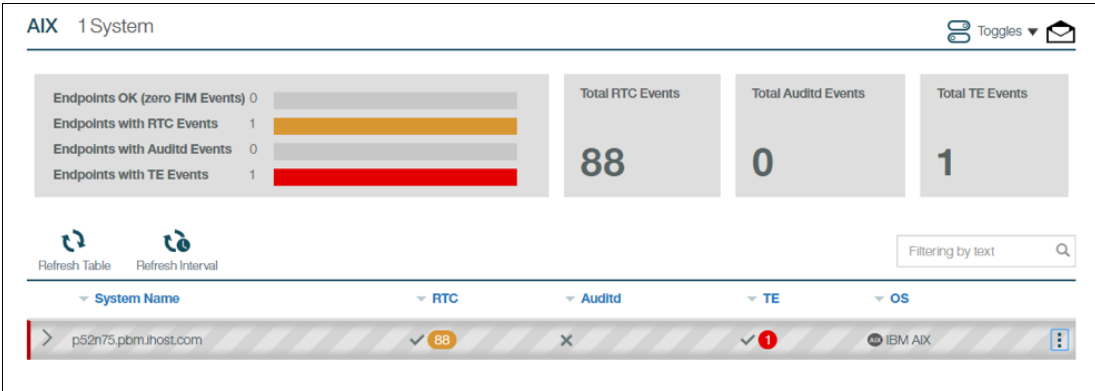 AIX 1 System
Toggles
Endpoints OK (zero FIM Events) 0
Endpoints with RTC Events 1
Endpoints with Auditd Events 0
Endpoints with TE Events 1
Total RTC Events
88
Total Auditd Events
0
Total TE Events
1
Refresh Table
Refresh Interval
Filtering by text
System Name RTC Auditd TE OS
p52n75.pbm.ihost.com 88 1 AIX IBM AIX